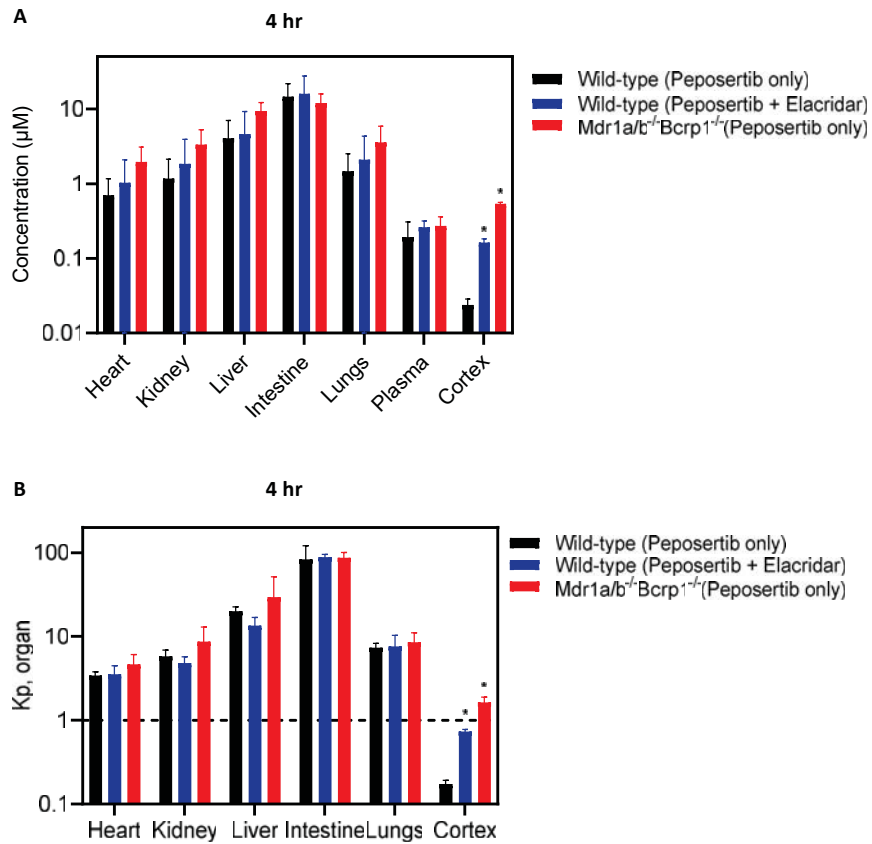 A
4 hr
Concentration (µM)
10
1
0.1
0.01
Heart
Kidney
Liver
Intestine
Lungs
Plasma
Cortex
*
*
Wild-type (Peposertib only)
Wild-type (Peposertib + Elacridar)
Mdr1a/b-/-Bcrp1-/-(Peposertib only)
B
4 hr
Kp, organ
100
10
1
0.1
Heart
Kidney
Liver
Intestine
Lungs
Cortex
*
*
Wild-type (Peposertib only)
Wild-type (Peposertib + Elacridar)
Mdr1a/b-/-Bcrp1-/-(Peposertib only)